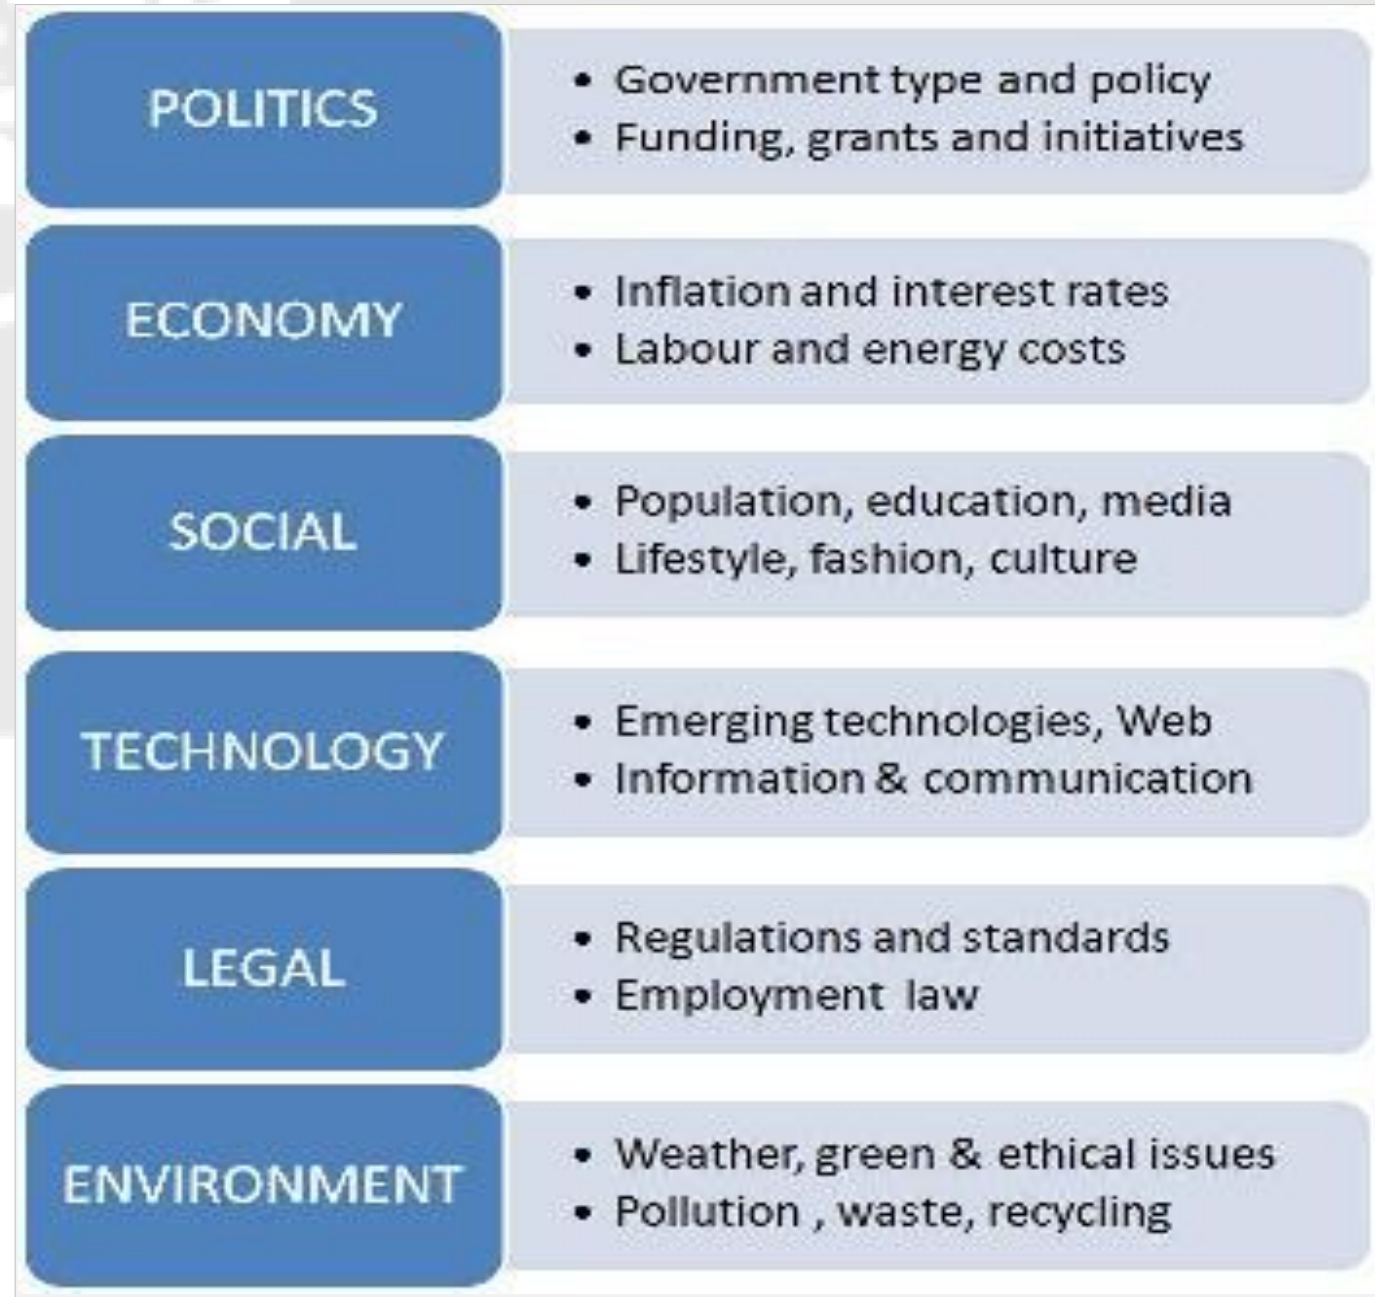 POLITICS
• Government type and policy
• Funding, grants and initiatives
ECONOMY
• Inflation and interest rates
• Labour and energy costs
SOCIAL
• Population, education, media
• Lifestyle, fashion, culture
TECHNOLOGY
• Emerging technologies, Web
• Information & communication
LEGAL
• Regulations and standards
• Employment law
ENVIRONMENT
• Weather, green & ethical issues
• Pollution , waste, recycling